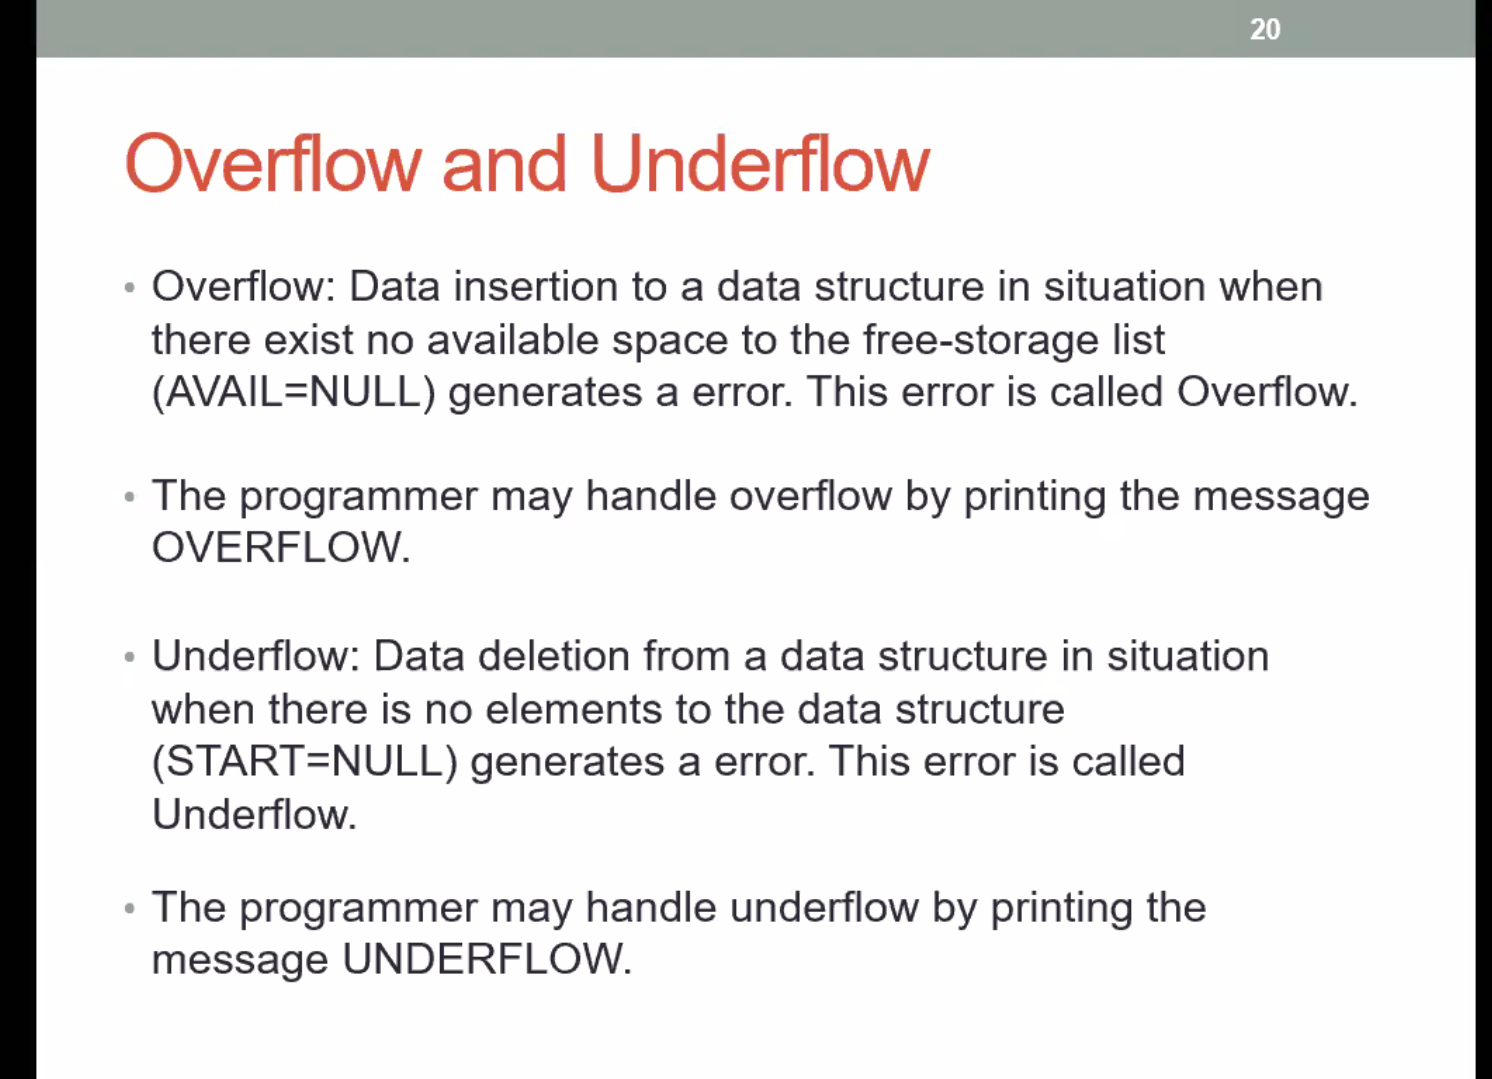 20
Overflow and Underflow
• Overflow: Data insertion to a data structure in situation when
there exist no available space to the free-storage list
(AVAIL=NULL) generates a error. This error is called Overflow.
• The programmer may handle overflow by printing the message
OVERFLOW.
• Underflow: Data deletion from a data structure in situation
when there is no elements to the data structure
(START=NULL) generates a error. This error is called
Underflow.
• The programmer may handle underflow by printing the
message UNDERFLOW.